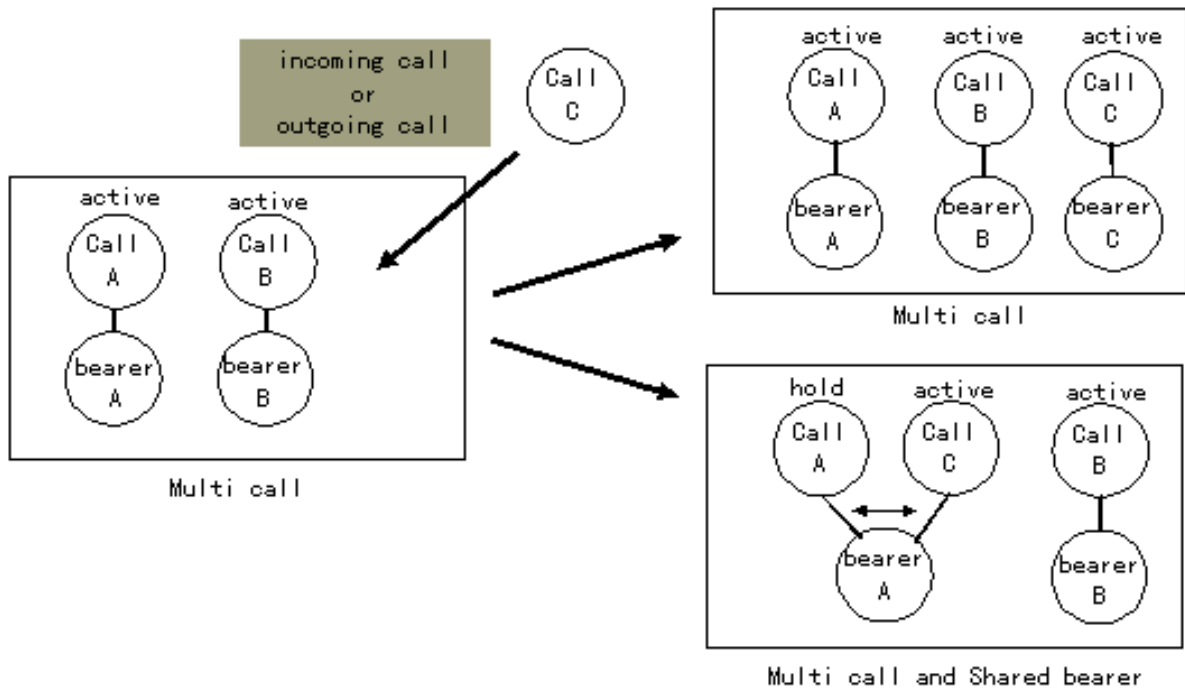 incoming call
or
outgoing call
Call
C
active
active
Call
A
Call
B
bearer
A
bearer
B
Multi call
active
active
active
Call
A
Call
B
Call
C
bearer
A
bearer
B
bearer
C
Multi call
hold
active
active
Call
A
Call
C
Call
B
bearer
A
bearer
B
Multi call and Shared bearer